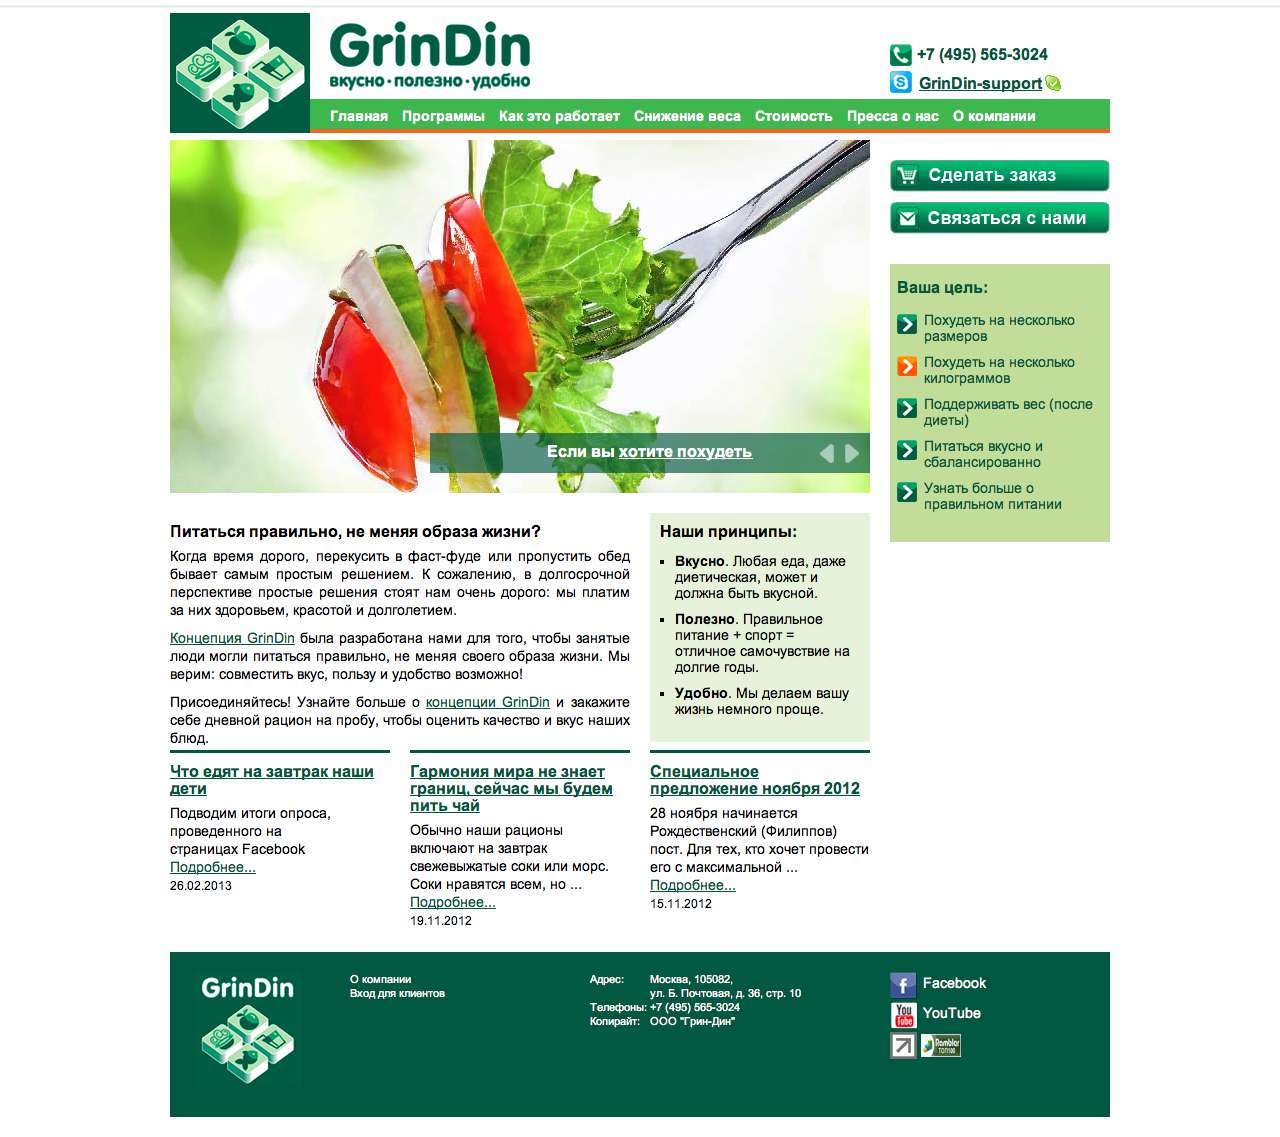 GrinDin
вкусно · полезно · удобно
+7 (495) 565-3024
GrinDin-support
Главная Программы Как это работает Снижение веса Стоимость Пресса о нас О компании
Если вы хотите похудеть
Сделать заказ
Связаться с нами
Ваша цель:
Похудеть на несколько
размеров
Похудеть на несколько
килограммов
Поддерживать вес (после
диеты)
Питаться вкусно и
сбалансированно
Узнать больше о
правильном питании
Питаться правильно, не меняя образа жизни?
Когда время дорого, перекусить в фаст-фуде или пропустить обед
бывает самым простым решением. К сожалению, в долгосрочной
перспективе простые решения стоят нам очень дорого: мы платим
за них здоровьем, красотой и долголетием.
Концепция GrinDin была разработана нами для того, чтобы занятые
люди могли питаться правильно, не меняя своего образа жизни. Мы
верим: совместить вкус, пользу и удобство возможно!
Присоединяйтесь! Узнайте больше о концепции GrinDin и закажите
себе дневной рацион на пробу, чтобы оценить качество и вкус наших
блюд.
Наши принципы:
Вкусно. Любая еда, даже
диетическая, может и
должна быть вкусной.
Полезно. Правильное
питание + спорт =
отличное самочувствие на
долгие годы.
Удобно. Мы делаем вашу
жизнь немного проще.
Что едят на завтрак наши
дети
Подводим итоги опроса,
проведенного на
страницах Facebook
Подробнее...
26.02.2013
Гармония мира не знает
границ, сейчас мы будем
пить чай
Обычно наши рационы
включают на завтрак
свежевыжатые соки или морс.
Соки нравятся всем, но ...
Подробнее...
19.11.2012
Специальное
предложение ноября 2012
28 ноября начинается
Рождественский (Филиппов)
пост. Для тех, кто хочет провести
его с максимальной ...
Подробнее...
15.11.2012
GrinDin
О компании
Вход для клиентов
Адрес: Москва, 105082,
ул. Б. Почтовая, д. 36, стр. 10
Телефоны: +7 (495) 565-3024
Копирайт: ООО "Грин-Дин"
Facebook
You Tube YouTube
Rambler
ТОП100